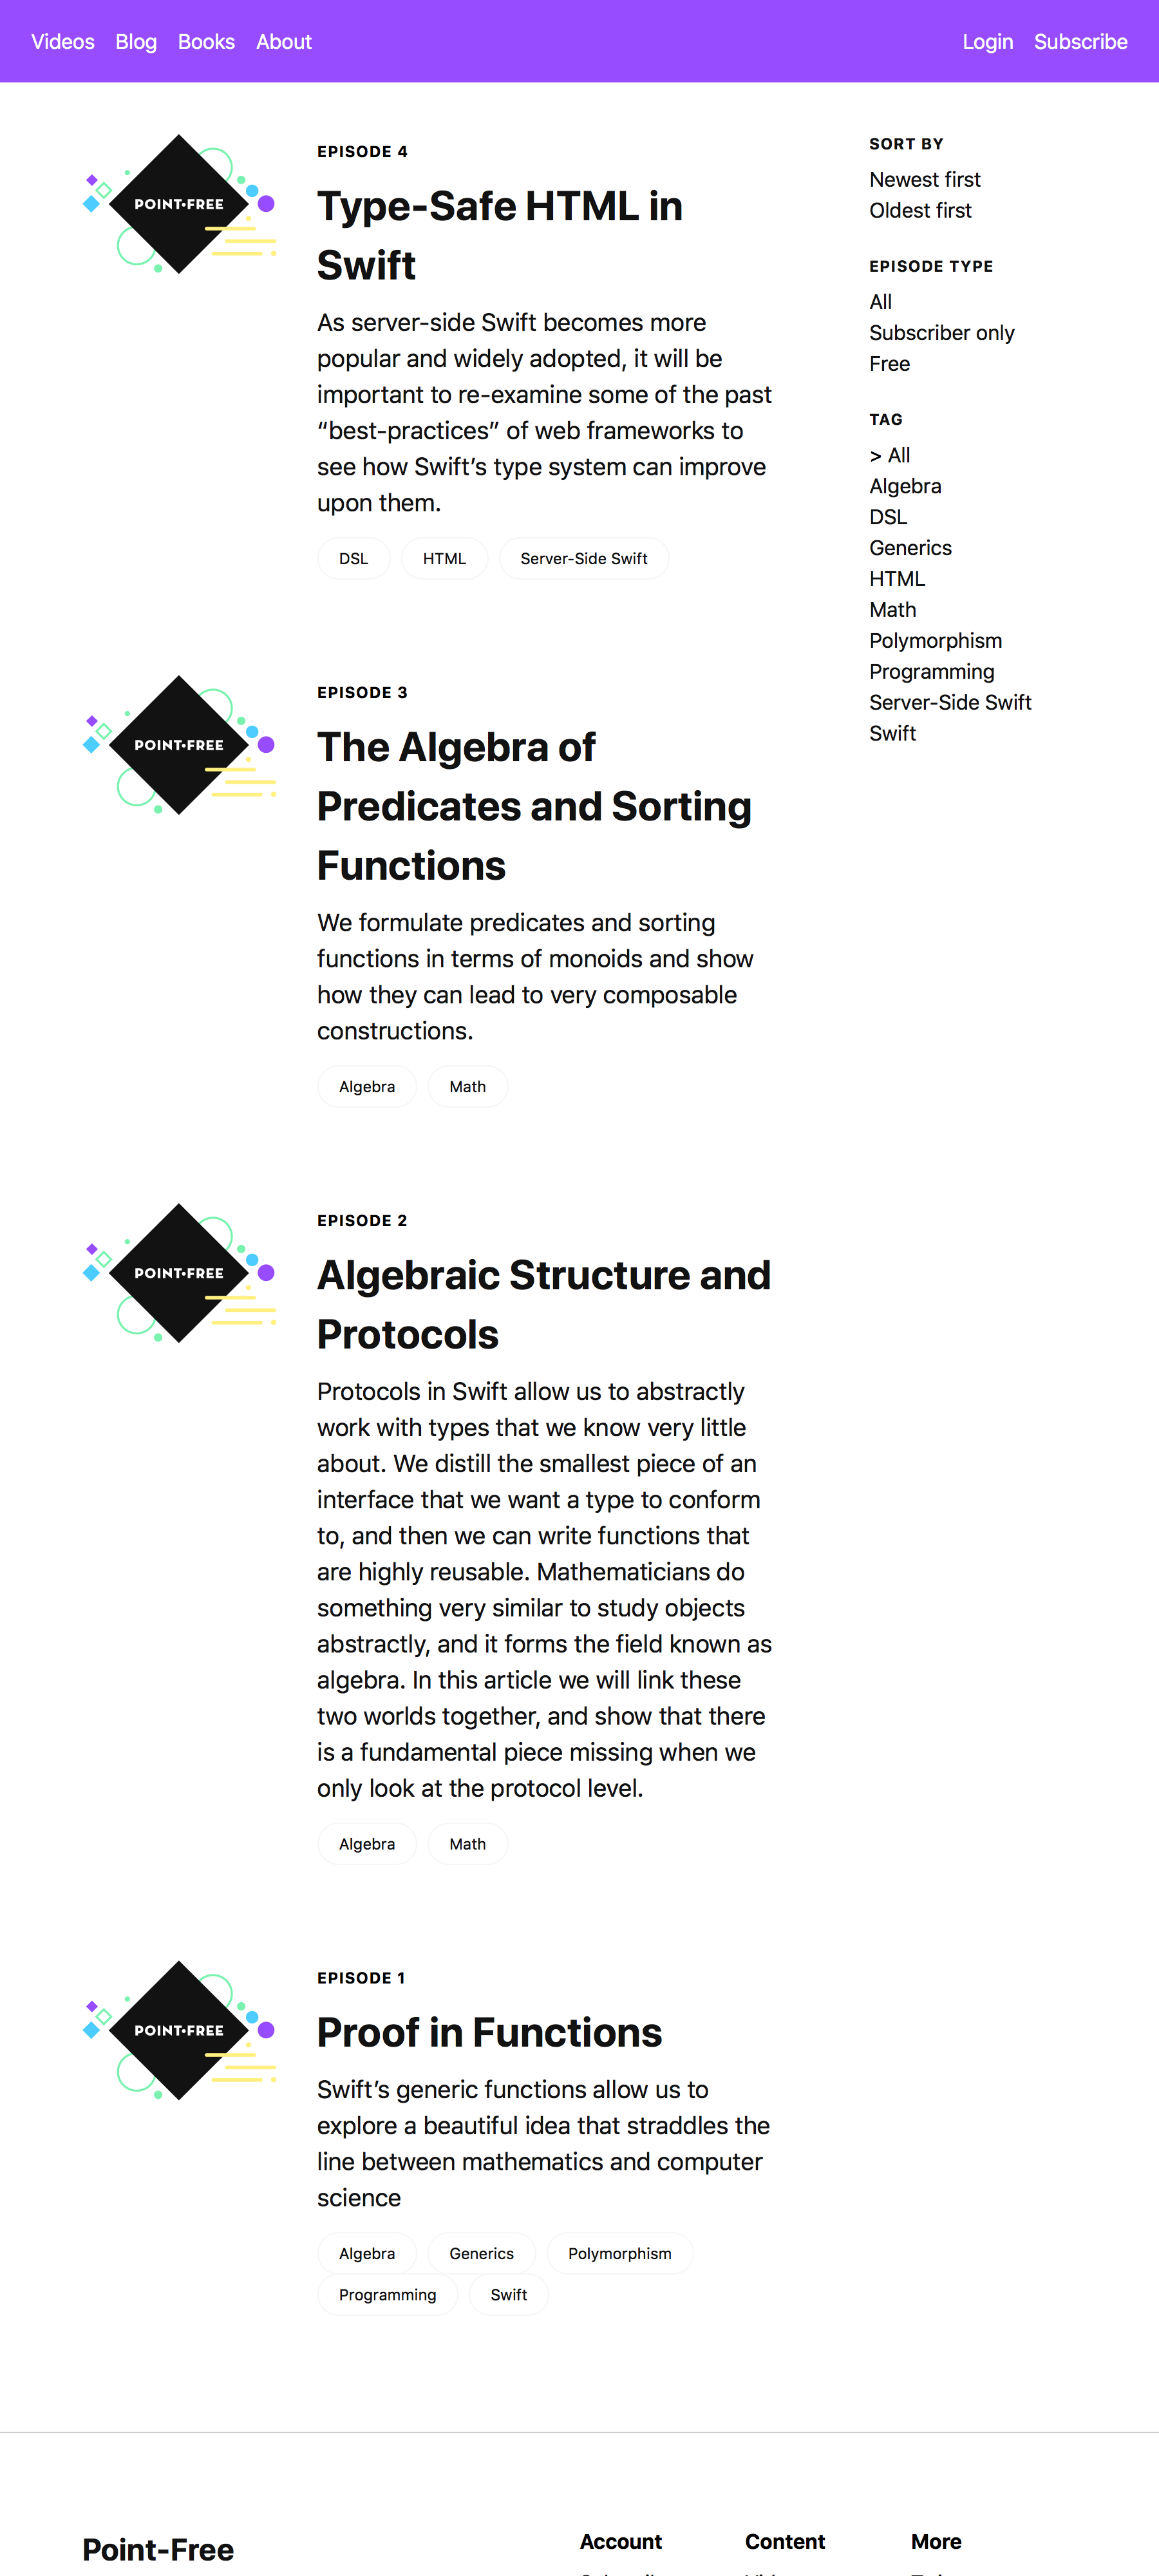 Videos Blog Books About
Login Subscribe
POINT•FREE
EPISODE 4
Type-Safe HTML in
Swift
As server-side Swift becomes more
popular and widely adopted, it will be
important to re-examine some of the past
“best-practices” of web frameworks to
see how Swift’s type system can improve
upon them.
DSL HTML Server-Side Swift
POINT•FREE
EPISODE 3
The Algebra of
Predicates and Sorting
Functions
We formulate predicates and sorting
functions in terms of monoids and show
how they can lead to very composable
constructions.
Algebra Math
POINT•FREE
EPISODE 2
Algebraic Structure and
Protocols
Protocols in Swift allow us to abstractly
work with types that we know very little
about. We distill the smallest piece of an
interface that we want a type to conform
to, and then we can write functions that
are highly reusable. Mathematicians do
something very similar to study objects
abstractly, and it forms the field known as
algebra. In this article we will link these
two worlds together, and show that there
is a fundamental piece missing when we
only look at the protocol level.
Algebra Math
POINT•FREE
EPISODE 1
Proof in Functions
Swift’s generic functions allow us to
explore a beautiful idea that straddles the
line between mathematics and computer
science
Algebra Generics Polymorphism
Programming Swift
SORT BY
Newest first
Oldest first
EPISODE TYPE
All
Subscriber only
Free
TAG
> All
Algebra
DSL
Generics
HTML
Math
Polymorphism
Programming
Server-Side Swift
Swift
Point-Free
Account
Content
More